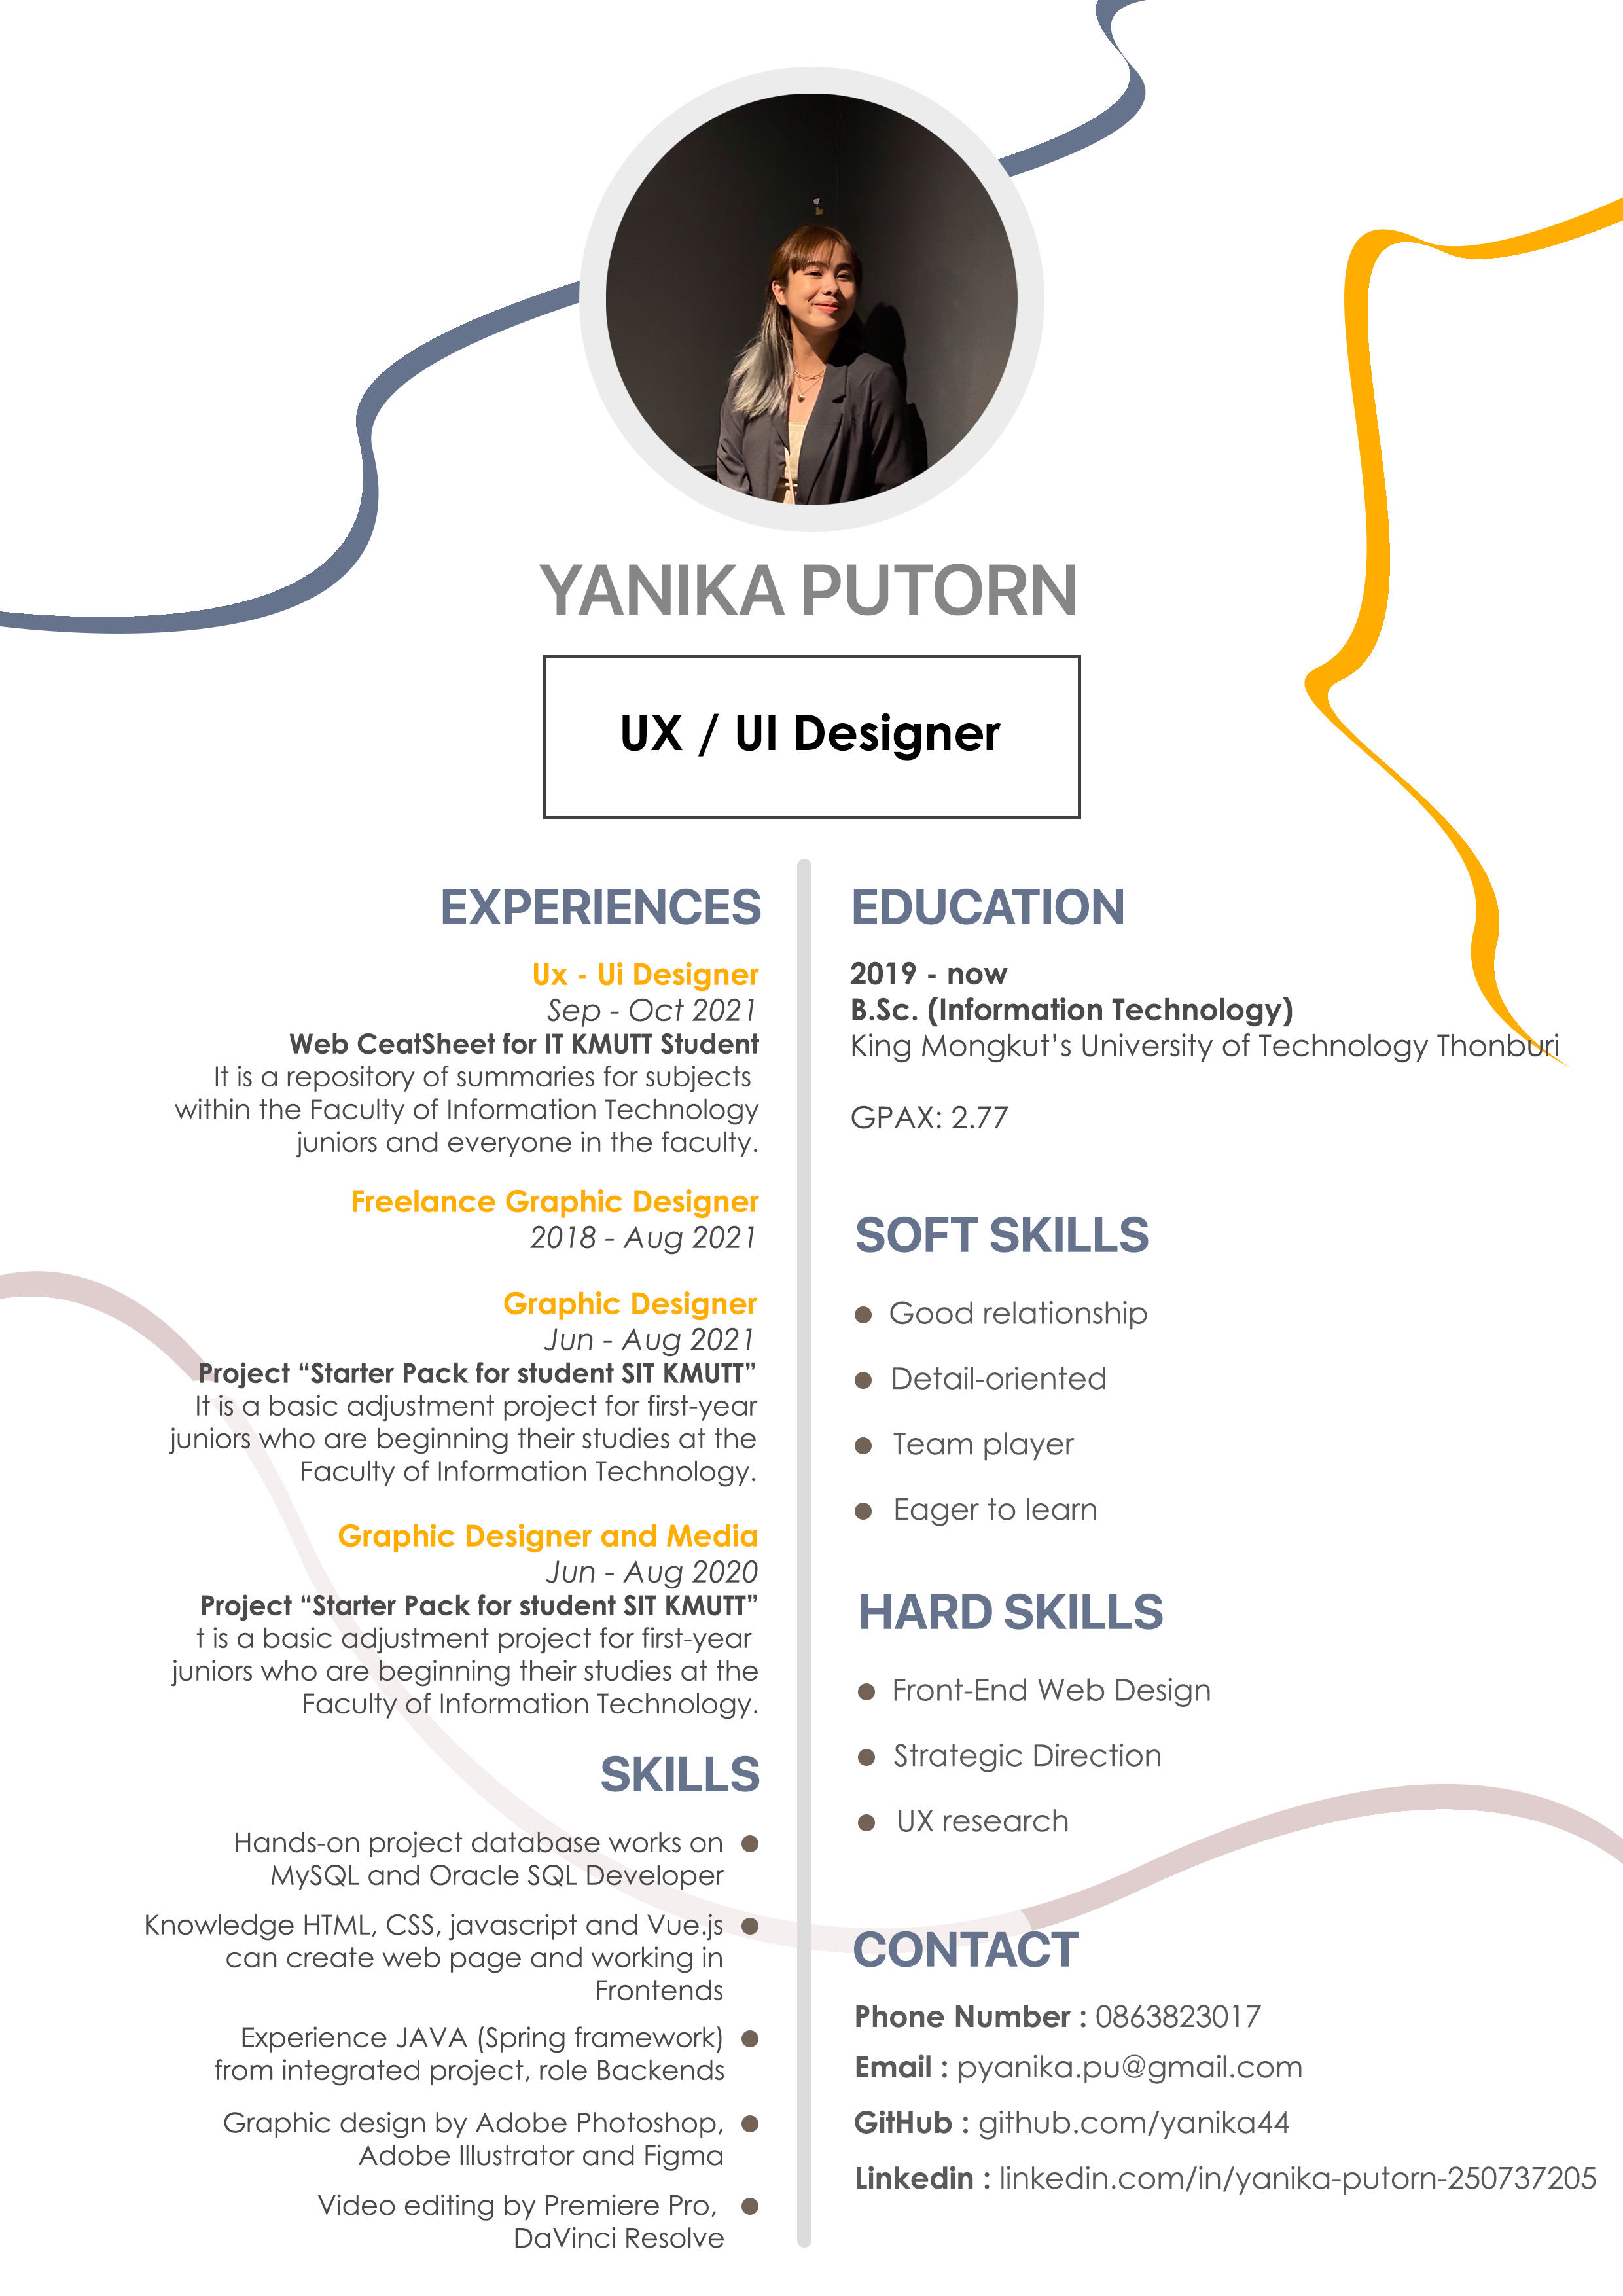 YANIKA PUTORN
UX / UI Designer
EXPERIENCES
Ux - Ui Designer
Sep - Oct 2021
Web CeatSheet for IT KMUTT Student
It is a repository of summaries for subjects
within the Faculty of Information Technology
juniors and everyone in the faculty.
Freelance Graphic Designer
2018 - Aug 2021
Graphic Designer
Jun - Aug 2021
Project “Starter Pack for student SIT KMUTT”
It is a basic adjustment project for first-year
juniors who are beginning their studies at the
Faculty of Information Technology.
Graphic Designer and Media
Jun - Aug 2020
Project “Starter Pack for student SIT KMUTT”
t is a basic adjustment project for first-year
juniors who are beginning their studies at the
Faculty of Information Technology.
SKILLS
Hands-on project database works on
MySQL and Oracle SQL Developer
Knowledge HTML, CSS, javascript and Vue.js
can create web page and working in
Frontends
Experience JAVA (Spring framework)
from integrated project, role Backends
Graphic design by Adobe Photoshop,
Adobe Illustrator and Figma
Video editing by Premiere Pro,
DaVinci Resolve
EDUCATION
2019 - now
B.Sc. (Information Technology)
King Mongkut’s University of Technology Thonburi
GPAX: 2.77
SOFT SKILLS
Good relationship
Detail-oriented
Team player
Eager to learn
HARD SKILLS
Front-End Web Design
Strategic Direction
UX research
CONTACT
Phone Number : 0863823017
Email : pyanika.pu@gmail.com
GitHub : github.com/yanika44
Linkedin : linkedin.com/in/yanika-putorn-250737205